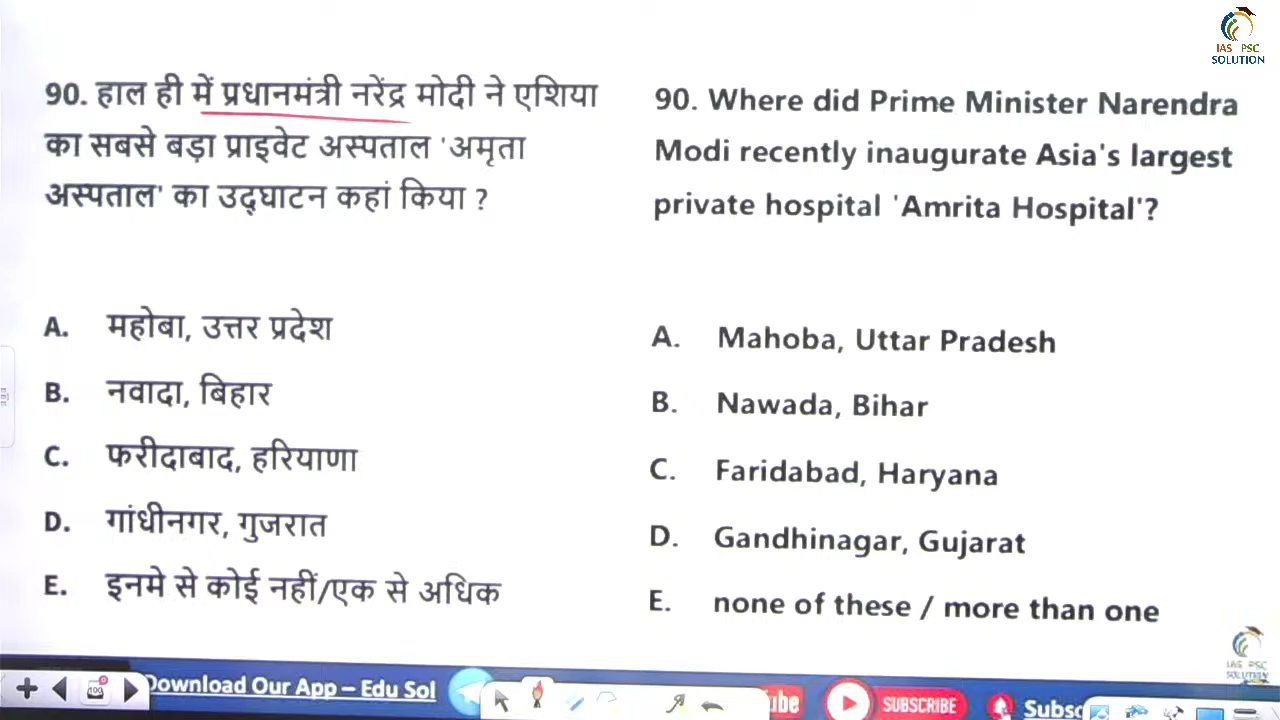 IAS PSC
SOLUTION
90. हाल ही में प्रधानमंत्री नरेंद्र मोदी ने एशिया
का सबसे बड़ा प्राइवेट अस्पताल 'अमृता
अस्पताल' का उद्घाटन कहां किया ?
A. महोबा, उत्तर प्रदेश
B. नवादा, बिहार
C. फरीदाबाद, हरियाणा
D. गांधीनगर, गुजरात
E. इनमे से कोई नहीं/एक से अधिक
90. Where did Prime Minister Narendra
Modi recently inaugurate Asia's largest
private hospital 'Amrita Hospital'?
A. Mahoba, Uttar Pradesh
B. Nawada, Bihar
C. Faridabad, Haryana
D. Gandhinagar, Gujarat
E. none of these / more than one
IAS PSC
SOLUTION
Download Our App – Edu Sol
SUBSCRIBE